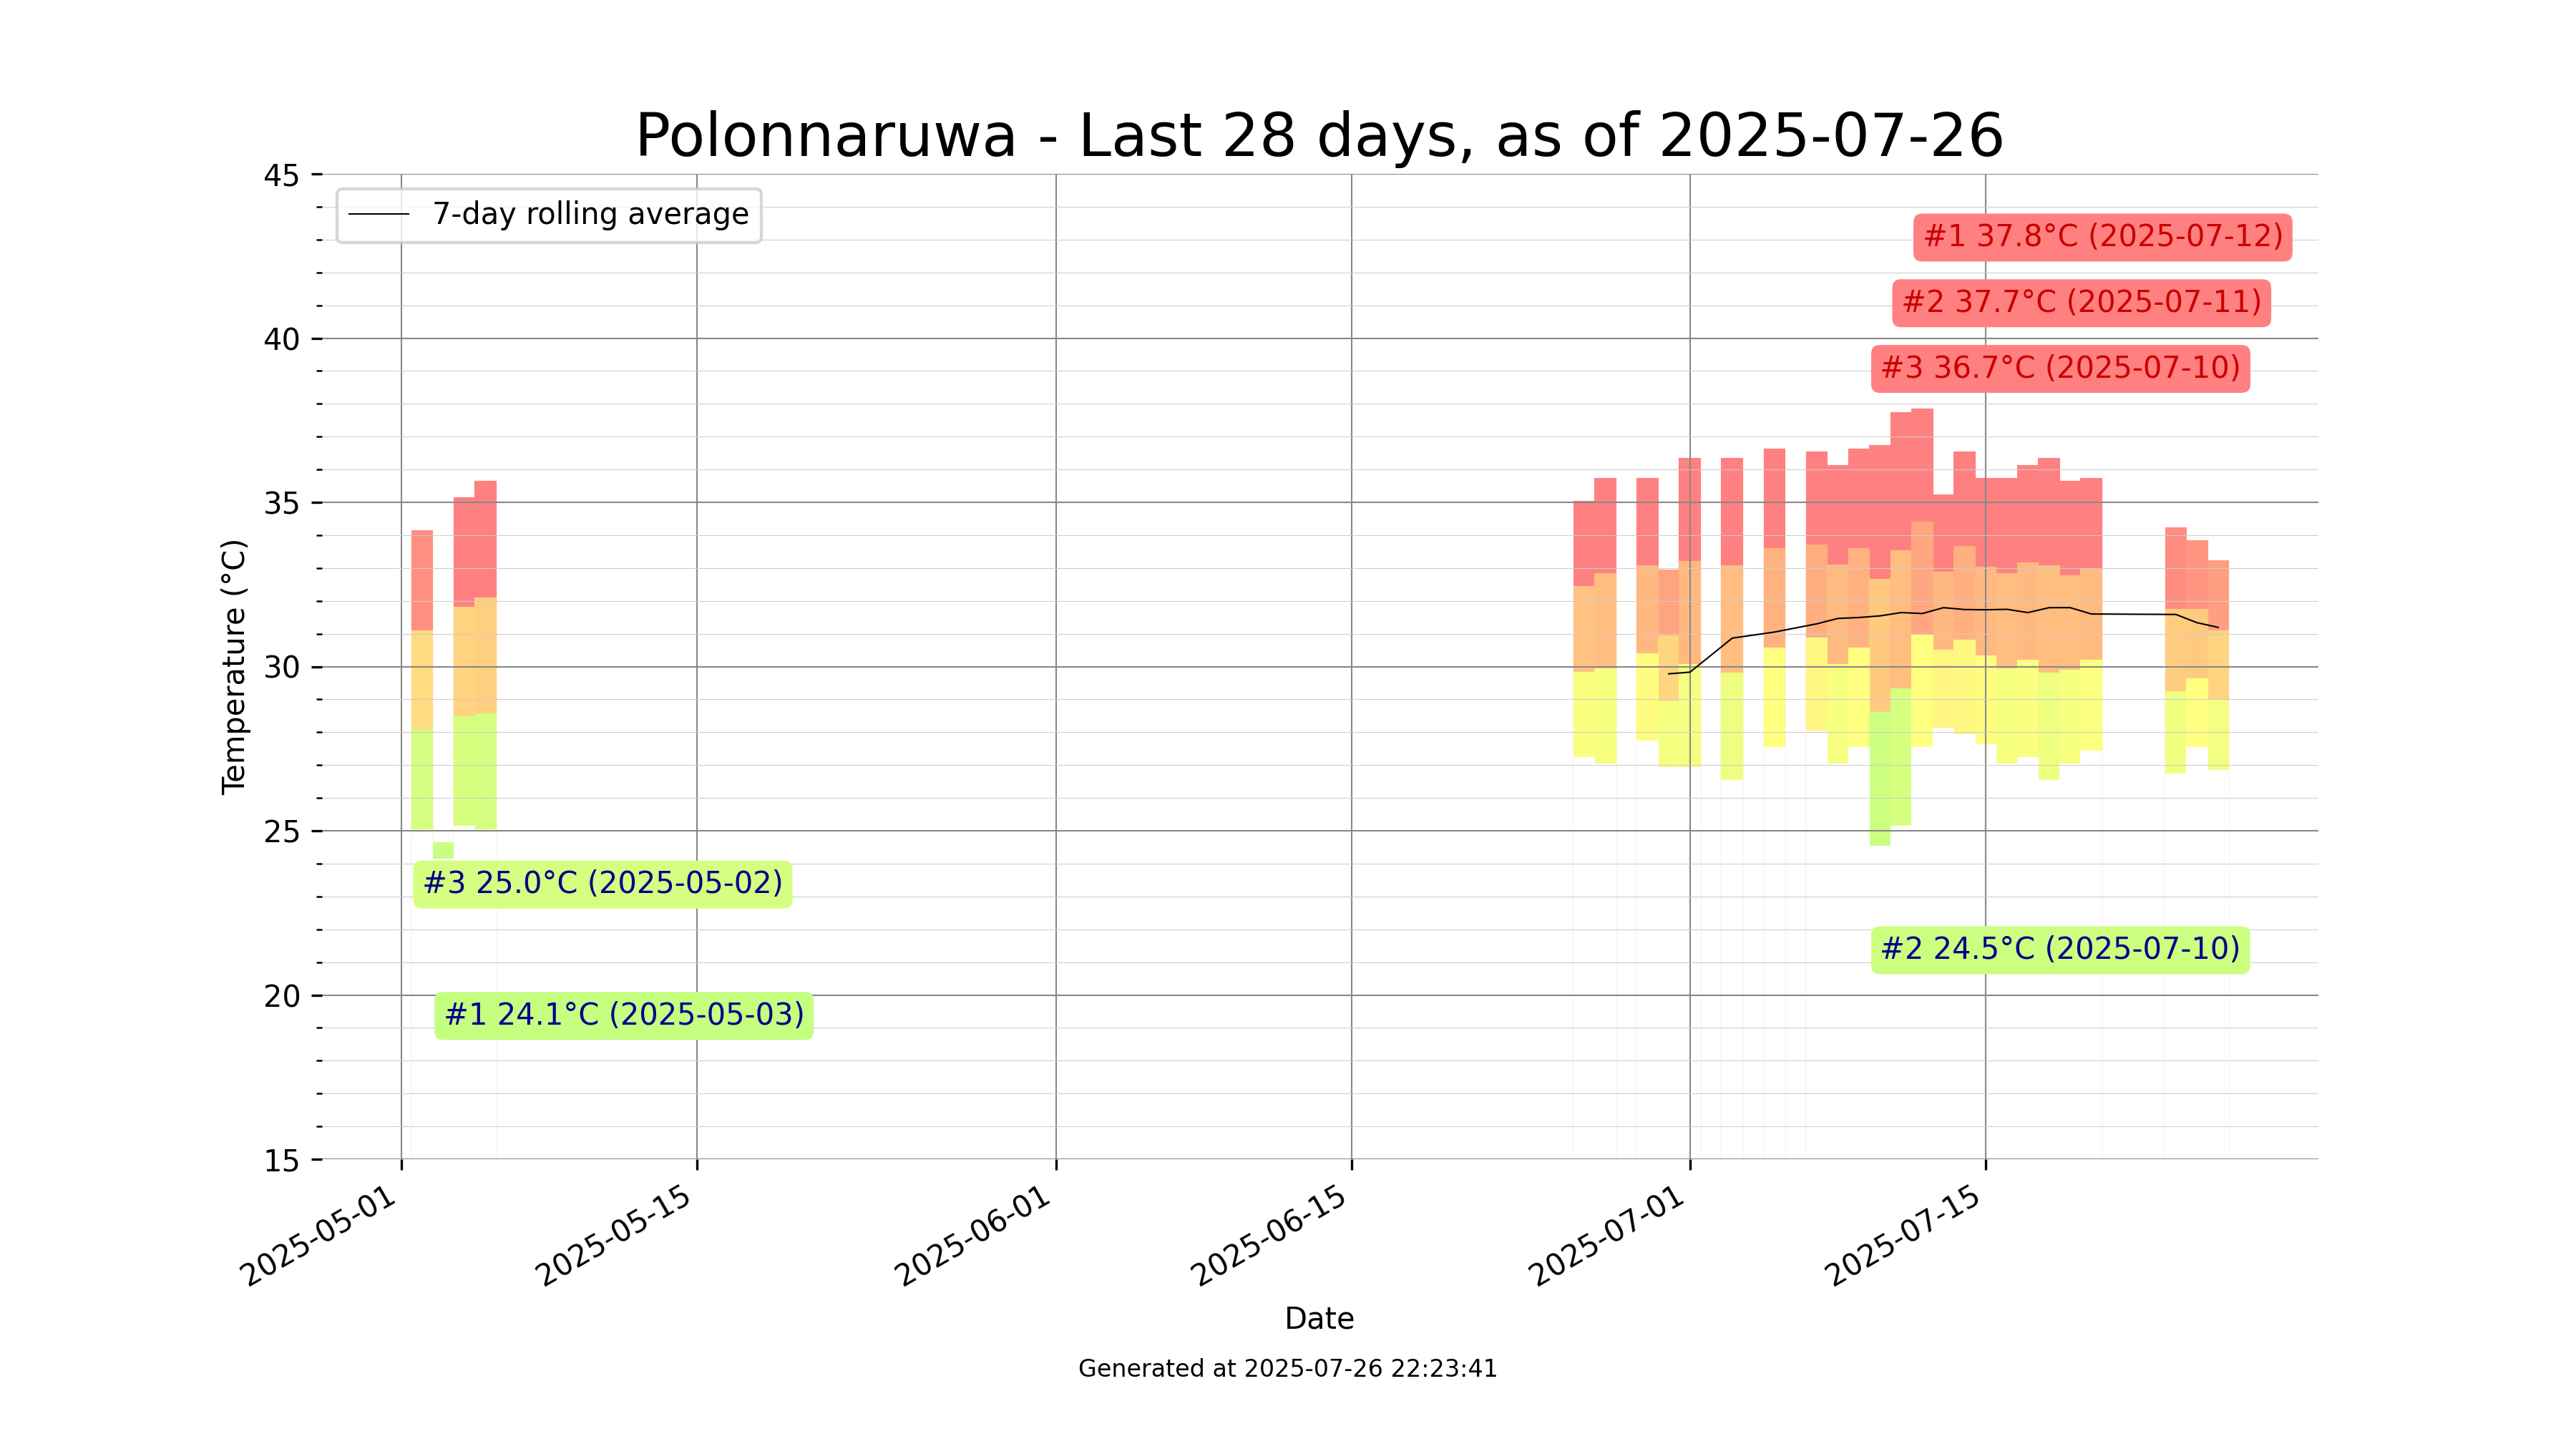 Polonnaruwa - Last 28 days, as of 2025-07-26
7-day rolling average
#1 37.8°C (2025-07-12)
#2 37.7°C (2025-07-11)
#3 36.7°C (2025-07-10)
#3 25.0°C (2025-05-02)
#2 24.5°C (2025-07-10)
#1 24.1°C (2025-05-03)
45
40
35
30
25
20
15
Temperature (°C)
2025-05-01
2025-05-15
2025-06-01
2025-06-15
2025-07-01
2025-07-15
Date
Generated at 2025-07-26 22:23:41